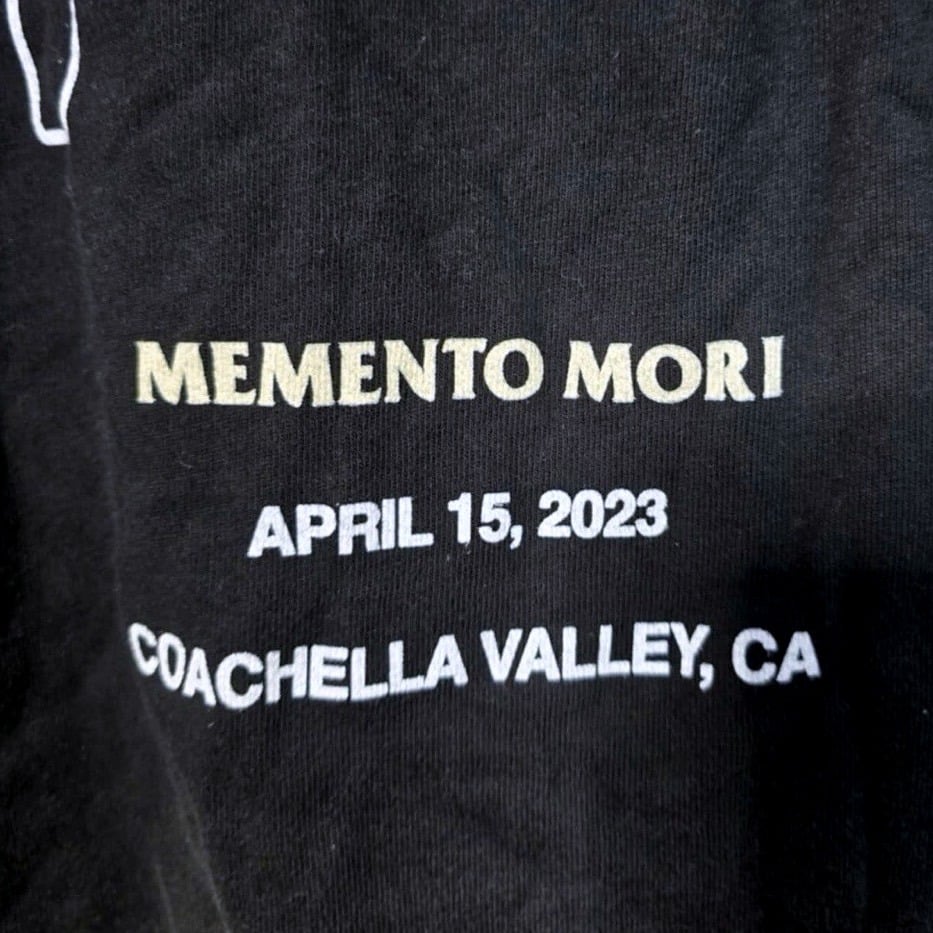 MEMENTO MORI
APRIL 15, 2023
COACHELLA VALLEY, CA